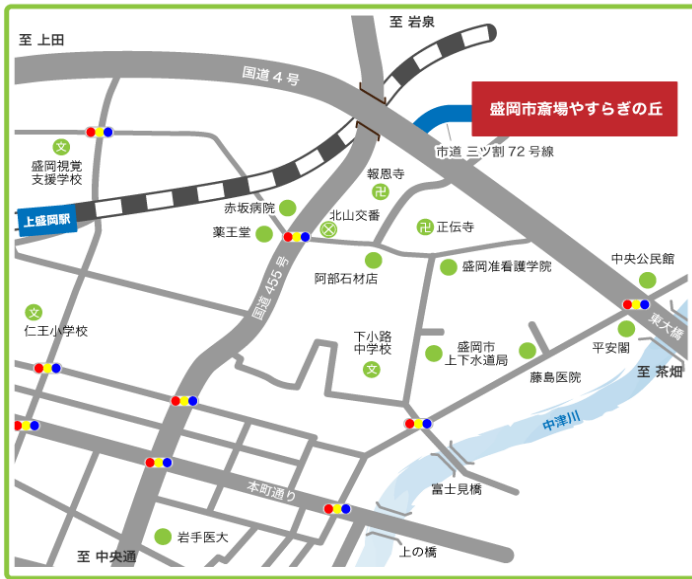 至 岩泉
至 上田
国道4号
盛岡市斎場やすらぎの丘
市道 三ツ割72号線
盛岡視覚
支援学校
報恩寺
上盛岡駅
赤坂病院
北山交番
薬王堂
正伝寺
中央公民館
阿部石材店
盛岡准看護学院
国道455号
東大橋
仁王小学校
下小路
中学校
盛岡市
上下水道局
平安閣
藤島医院
至 茶畑
中津川
富士見橋
本町通り
岩手医大
上の橋
至 中央通